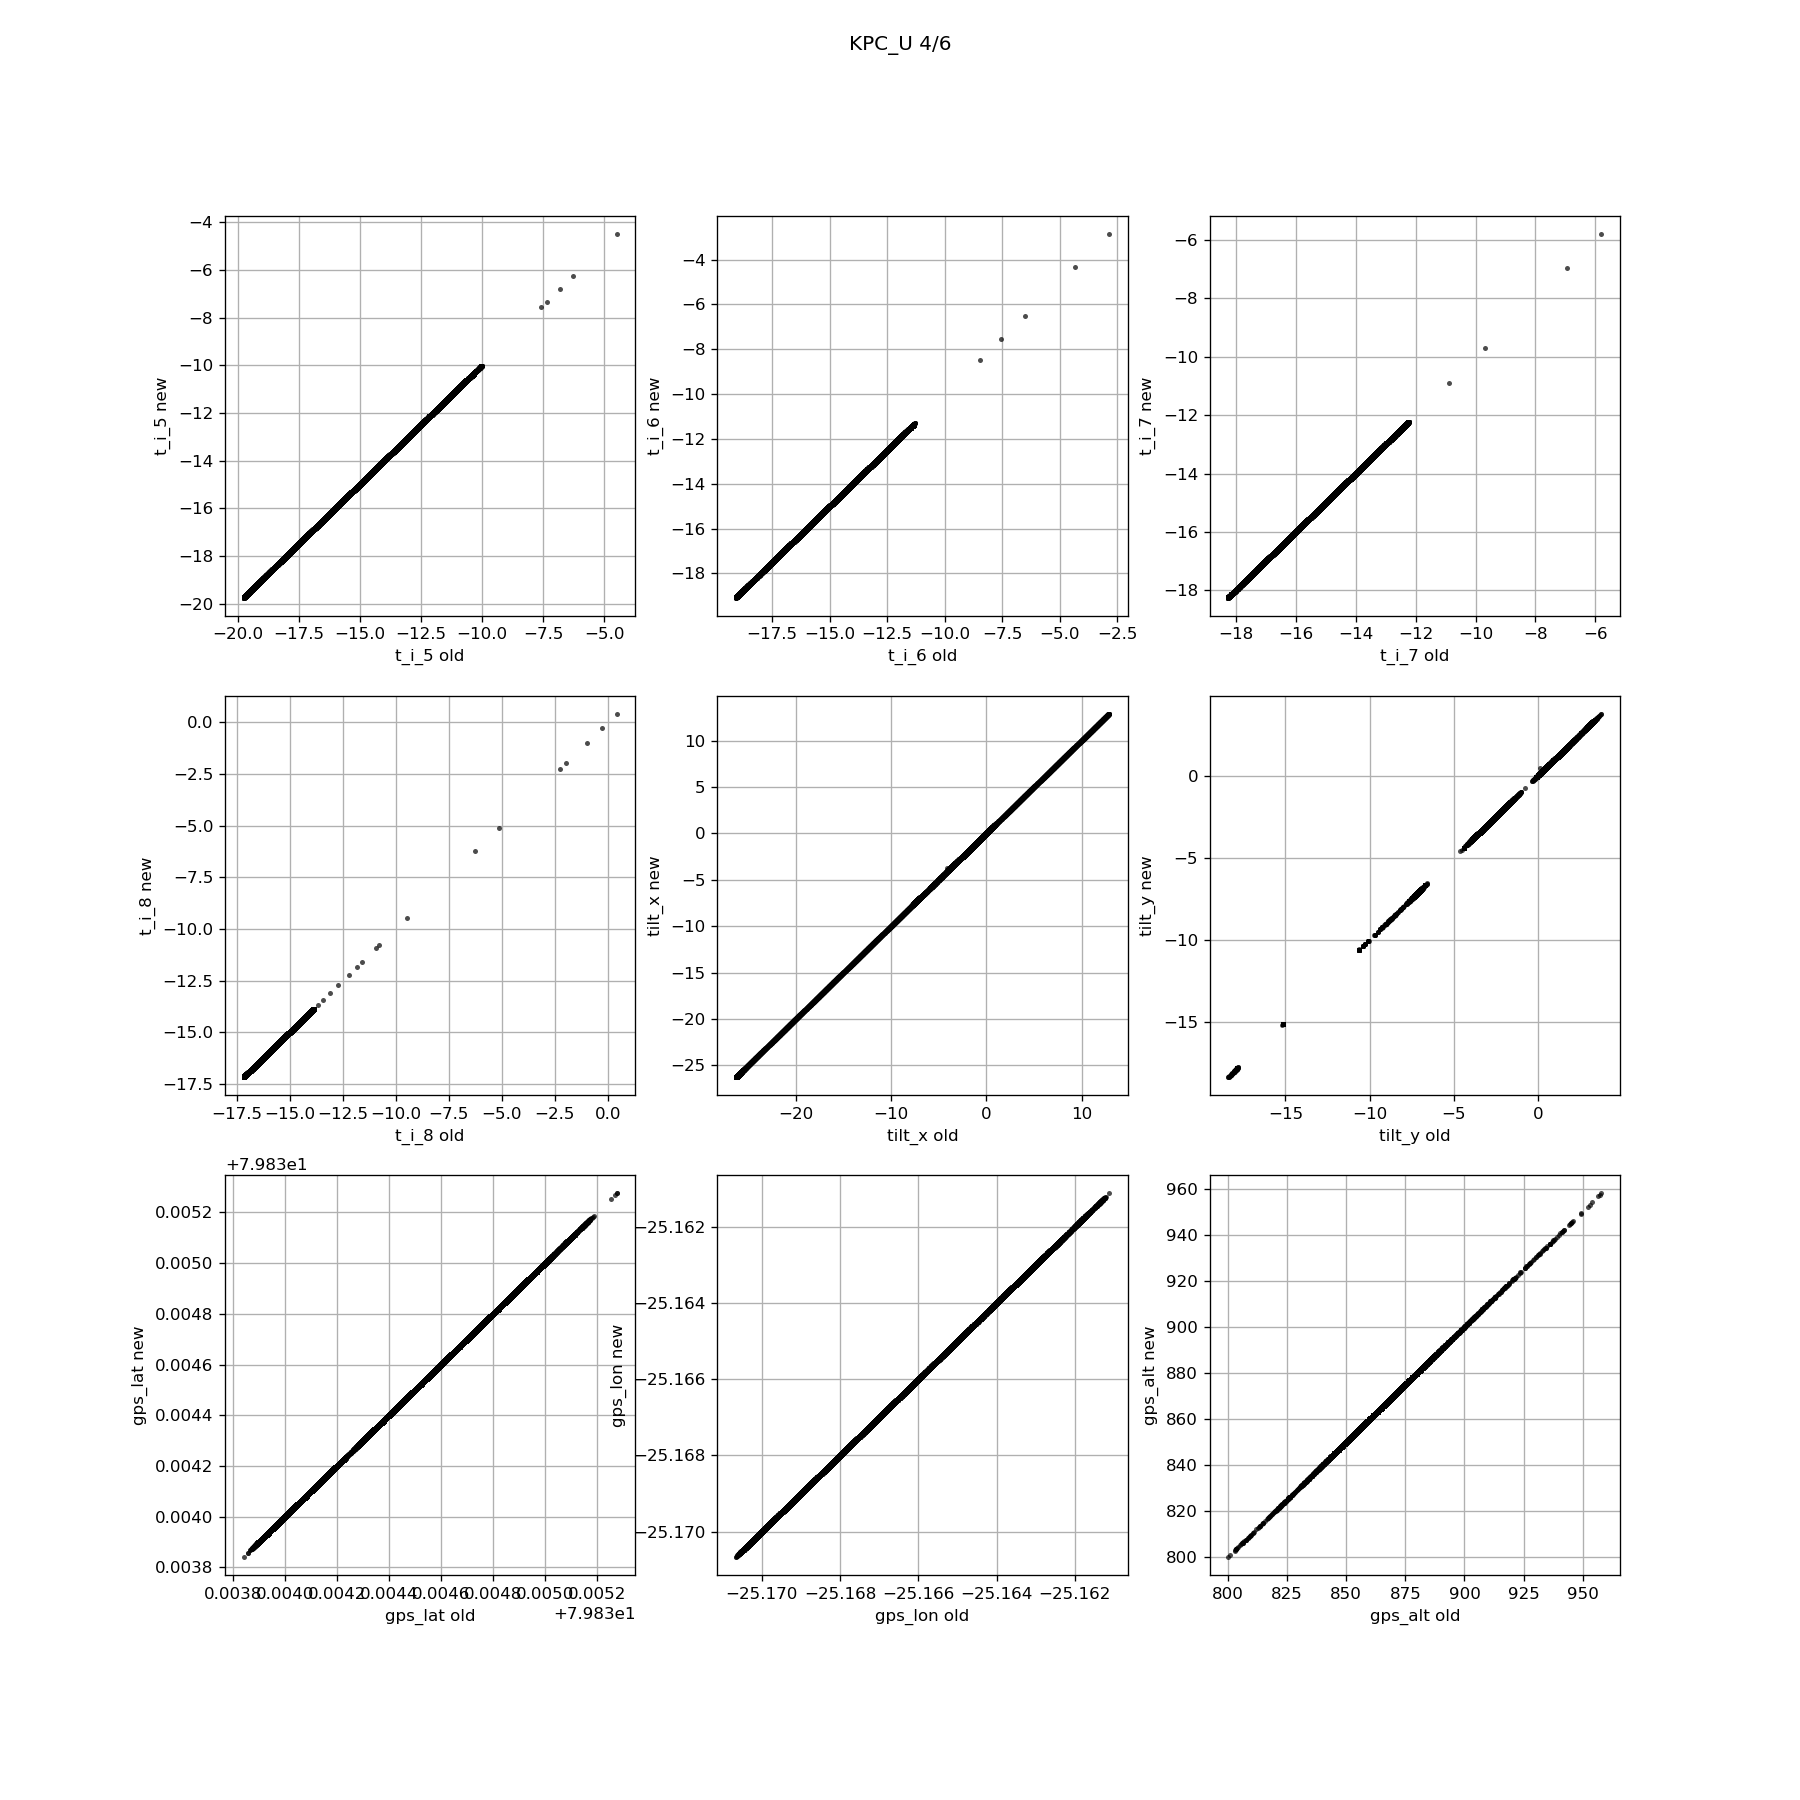 KPC_U 4/6
−4
−6
−8
−10
−12
−14
−16
−18
−20
t_i_5 new
−20.0 −17.5 −15.0 −12.5 −10.0 −7.5 −5.0
t_i_5 old
−4
−6
−8
−10
−12
−14
−16
−18
t_i_6 new
−17.5 −15.0 −12.5 −10.0 −7.5 −5.0 −2.5
t_i_6 old
−6
−8
−10
−12
−14
−16
−18
t_i_7 new
−18 −16 −14 −12 −10 −8 −6
t_i_7 old
0.0
−2.5
−5.0
−7.5
−10.0
−12.5
−15.0
−17.5
t_i_8 new
−17.5 −15.0 −12.5 −10.0 −7.5 −5.0 −2.5 0.0
t_i_8 old
10
5
0
−5
−10
−15
−20
−25
tilt_x new
−20 −10 0 10
tilt_x old
0
−5
−10
−15
tilt_y new
−15 −10 −5 0
tilt_y old
+7.983e1
0.0052
0.0050
0.0048
0.0046
0.0044
0.0042
0.0040
0.0038
gps_lat new
0.0038 0.0040 0.0042 0.0044 0.0046 0.0048 0.0050 0.0052
gps_lat old
+7.983e1
−25.162
−25.164
−25.166
−25.168
−25.170
gps_lon new
−25.170 −25.168 −25.166 −25.164 −25.162
gps_lon old
960
940
920
900
880
860
840
820
800
gps_alt new
800 825 850 875 900 925 950
gps_alt old